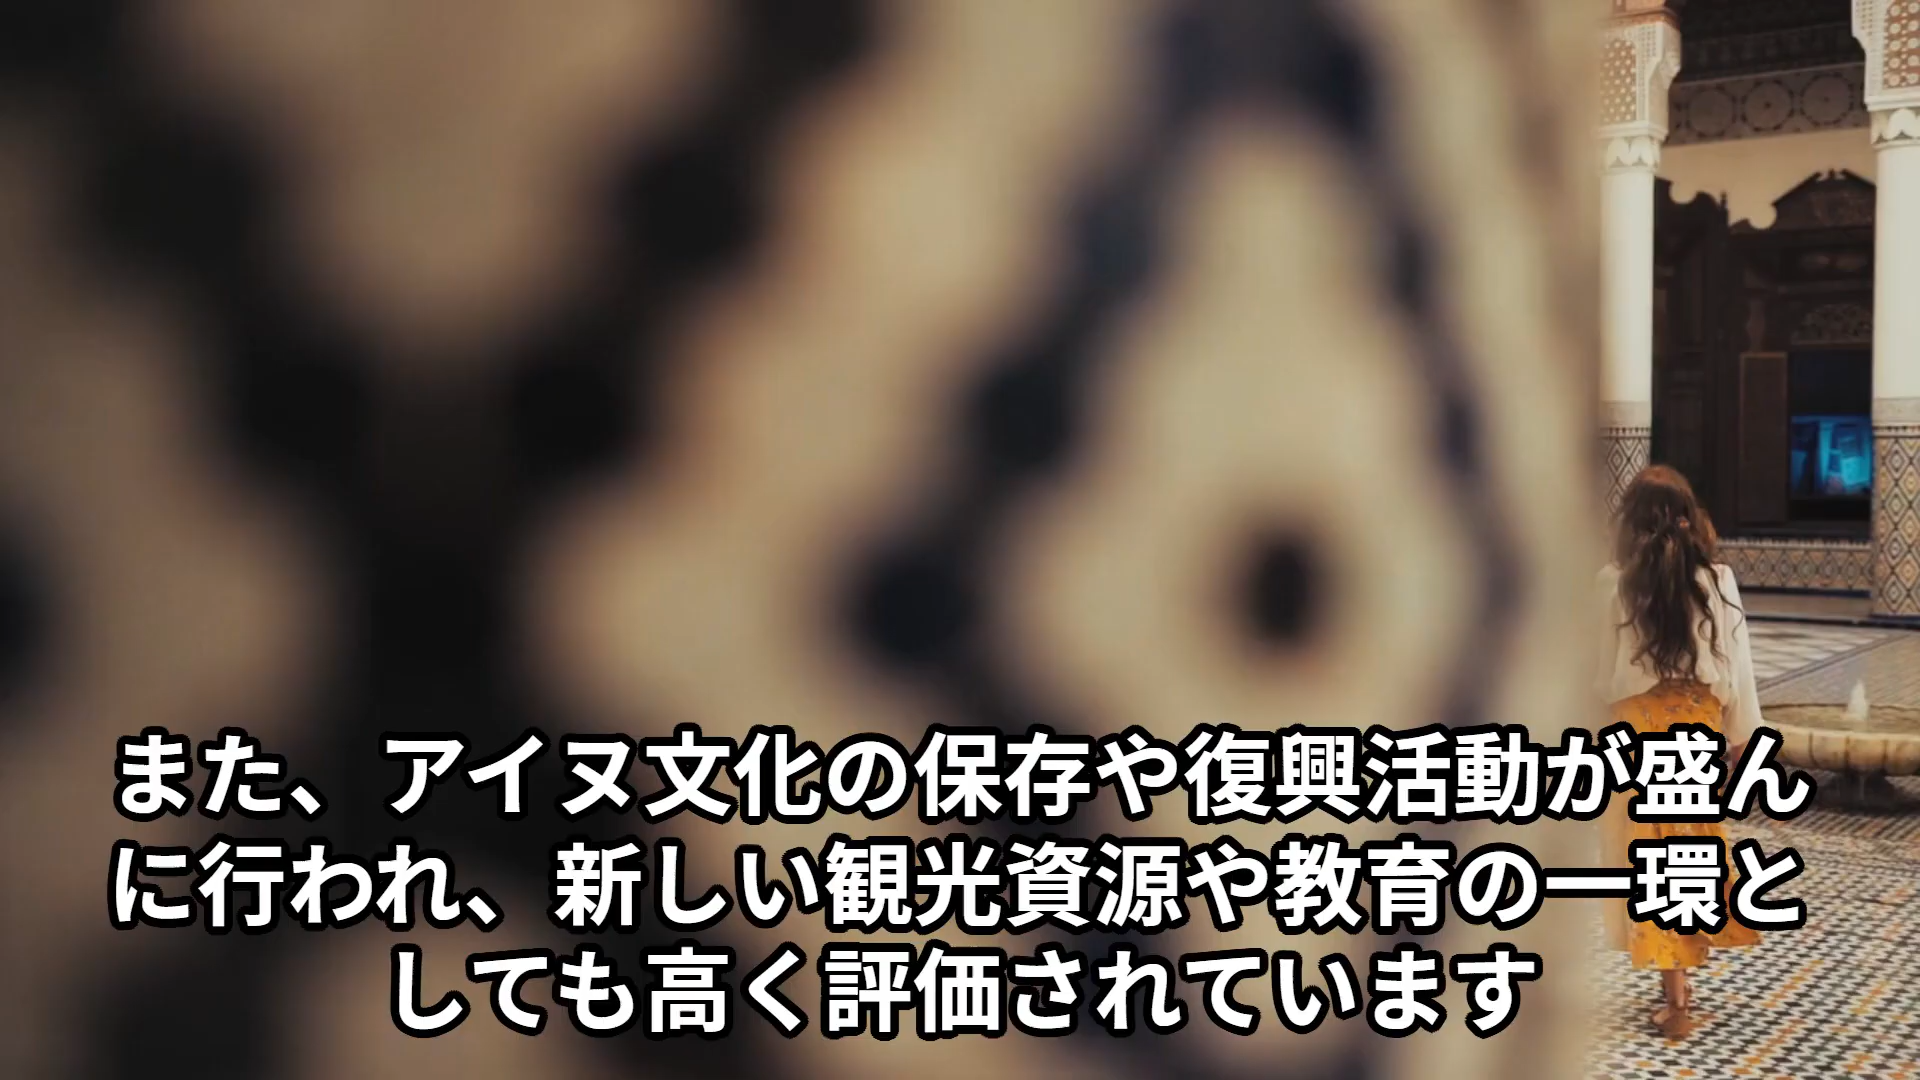 また、アイヌ文化の保存や復興活動が盛ん
に行われ、新しい観光資源や教育の一環と
しても高く評価されています